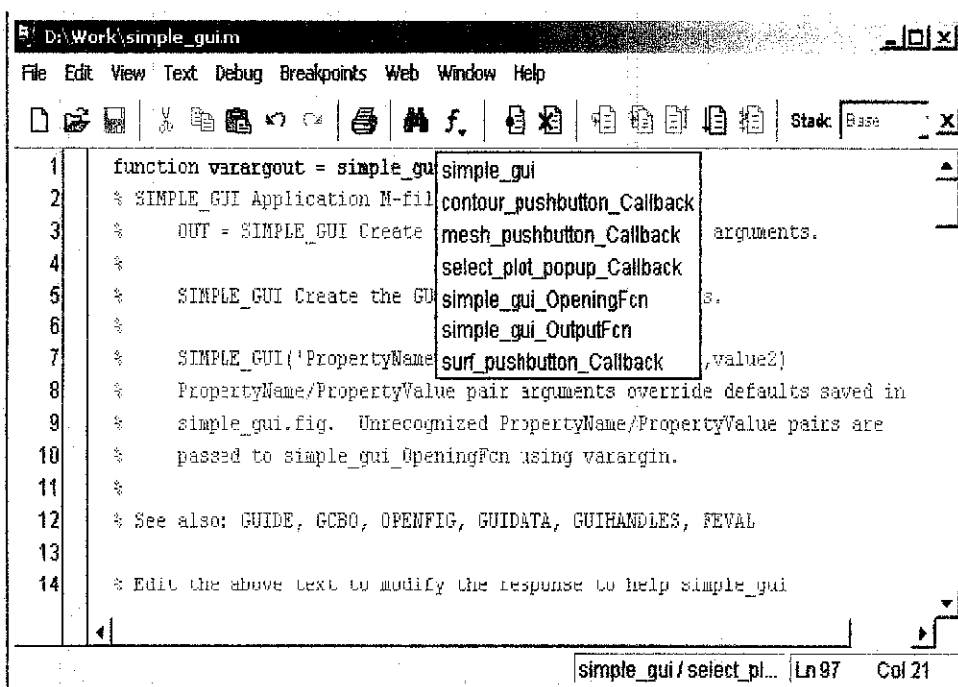 D:\Work\simple_gui.m
File Edit View Text Debug Breakpoints Web Window Help
Stack: Base
1 function varargout = simple_gu
2 % SIMPLE_GUI Application M-fil
3 % OUT = SIMPLE_GUI Create arguments.
4 %
5 % SIMPLE_GUI Create the GU s.
6 %
7 % SIMPLE_GUI('PropertyName ,value2)
8 % PropertyName/PropertyValue pair arguments override defaults saved in
9 % simple_gui.fig. Unrecognized PropertyName/PropertyValue pairs are
10 % passed to simple_gui_OpeningFcn using varargin.
11 %
12 % See also: GUIDE, GCBO, OPENFIG, GUIDATA, GUIHANDLES, FEVAL
13
14 % Edit the above text to modify the response to help simple_gui
simple_gui
contour_pushbutton_Callback
mesh_pushbutton_Callback
select_plot_popup_Callback
simple_gui_OpeningFcn
simple_gui_OutputFcn
surf_pushbutton_Callback
simple_gui / select_pl... Ln 97 Col 21